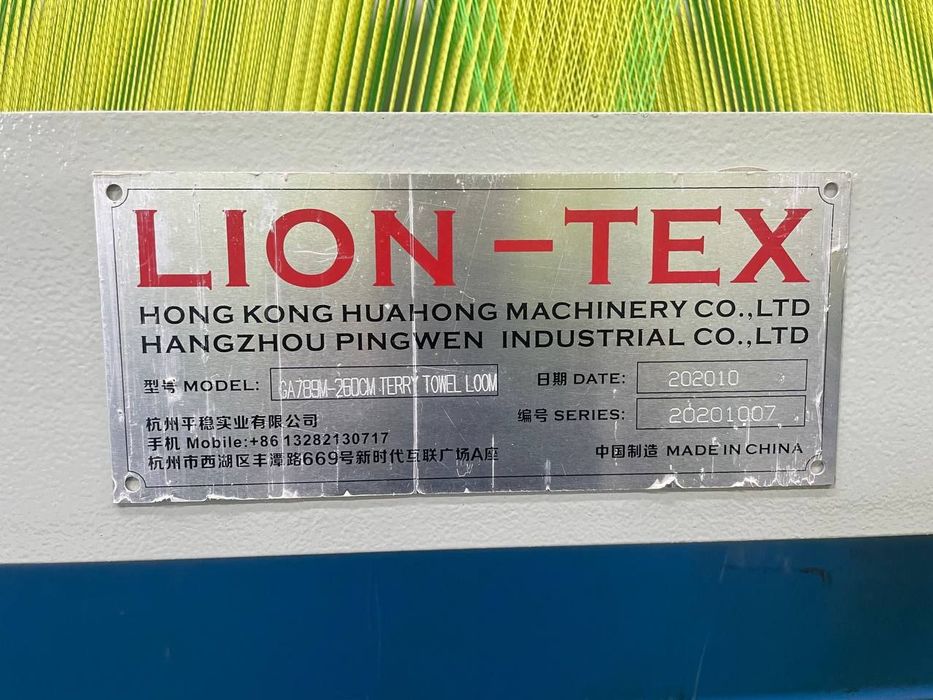 LION-TEX
HONG KONG HUAHONG MACHINERY CO.,LTD
HANGZHOU PINGWEN INDUSTRIAL CO.,LTD
型号 MODEL: GA789M-260CM TERRY TOWEL LOOM
日期 DATE: 202010
编号 SERIES: 20201007
杭州平稳实业有限公司
手机 Mobile:+86 13282130717
杭州市西湖区丰潭路669号新时代互联广场A座
中国制造 MADE IN CHINA